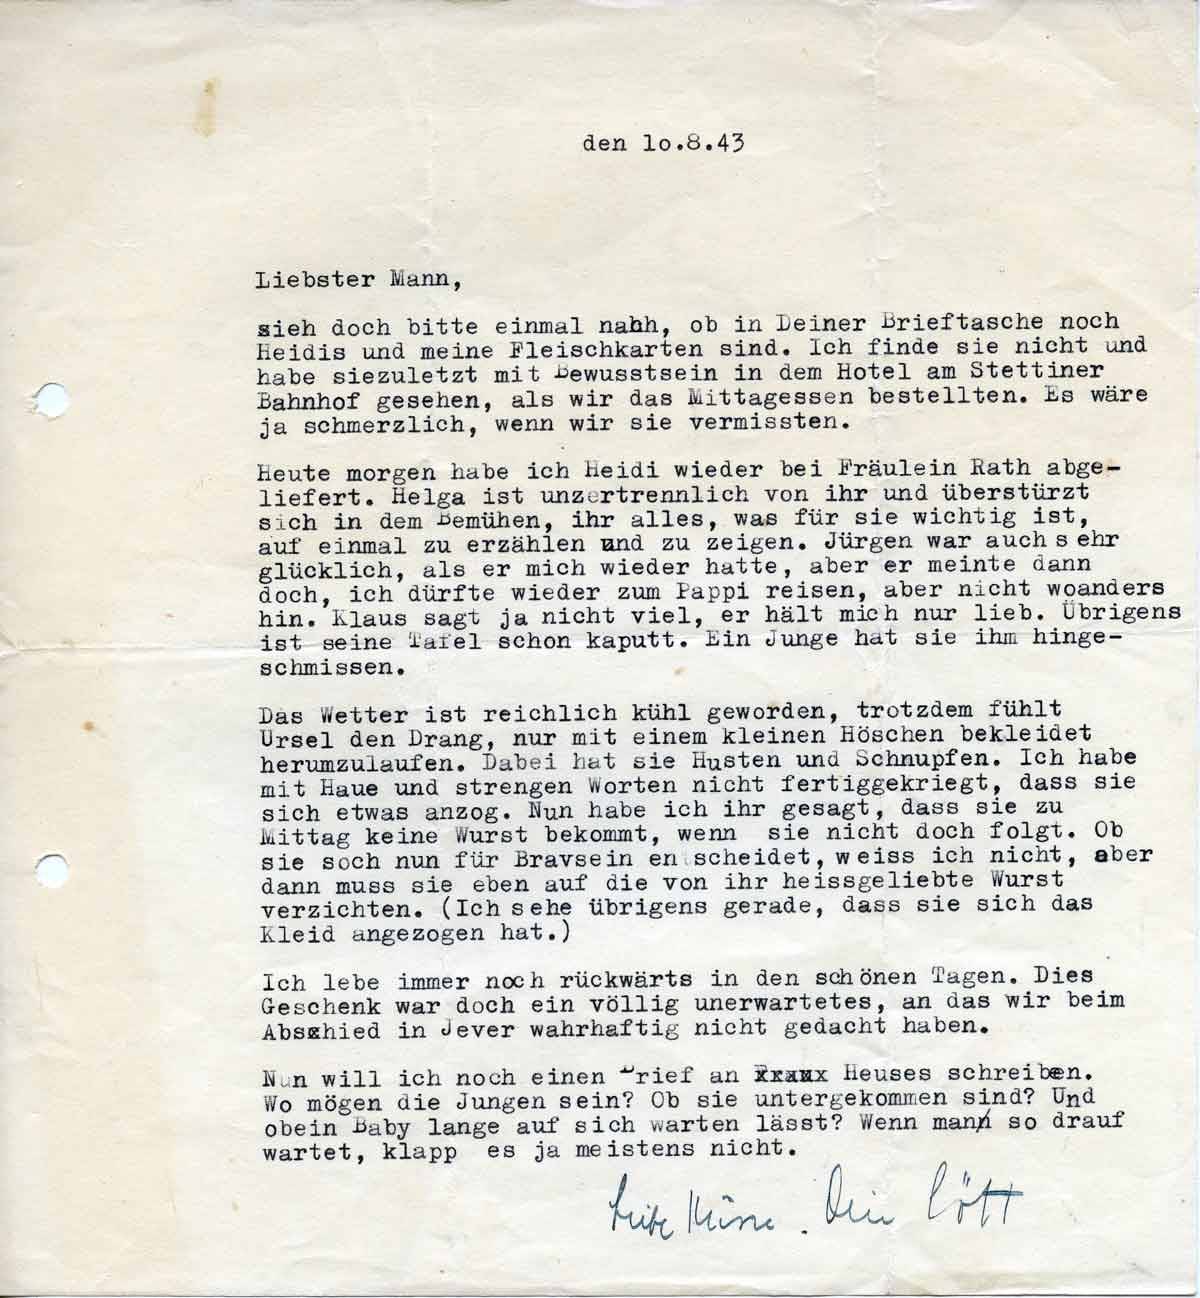 den lo.8.43
Liebster Mann,
sieh doch bitte einmal nahh, ob in Deiner Brieftasche noch
Heidis und meine Fleischkarten sind. Ich finde sie nicht und
habe siezuletzt mit Bewusstsein in dem Hotel am Stettiner
Bahnhof gesehen, als wir das Mittagessen bestellten. Es wäre
ja schmerzlich, wenn wir sie vermissten.
Heute morgen habe ich Heidi wieder bei Fräulein Rath abge-
liefert. Helga ist unzertrennlich von ihr und überstürzt
sich in dem Bemühen, ihr alles, was für sie wichtig ist,
auf einmal zu erzählen und zu zeigen. Jürgen war auch s ehr
glücklich, als er mich wieder hatte, aber er meinte dann
doch, ich dürfte wieder zum Pappi reisen, aber nicht woanders
hin. Klaus sagt ja nicht viel, er hält mich nur lieb. Übrigens
ist seine Tafel schon kaputt. Ein Junge hat sie ihm hinge-
schmissen.
Das Wetter ist reichlich kühl geworden, trotzdem fühlt
Ursel den Drang, nur mit einem kleinen Höschen bekleidet
herumzulaufen. Dabei hat sie Husten und Schnupfen. Ich habe
mit Haue und strengen Worten nicht fertiggekriegt, dass sie
sich etwas anzog. Nun habe ich ihr gesagt, dass sie zu
Mittag keine Wurst bekommt, wenn  sie nicht doch folgt. Ob
sie soch nun für Bravsein entscheidet, weiss ich nicht, aber
dann muss sie eben auf die von ihr heissgeliebte Wurst
verzichten. (Ich sehe übrigens gerade, dass sie sich das
Kleid angezogen hat.)
Ich lebe immer noch rückwärts in den schönen Tagen. Dies
Geschenk war doch ein völlig unerwartetes, an das wir beim
Absxhied in Jever wahrhaftig nicht gedacht haben.
Nun will ich noch einen Brief an Heuses schreiben.
Wo mögen die Jungen sein? Ob sie untergekommen sind? Und
obein Baby lange auf sich warten lässt? Wenn man so drauf
wartet, klapp  es ja meistens nicht.
Liebe Küsse. Dein Lött